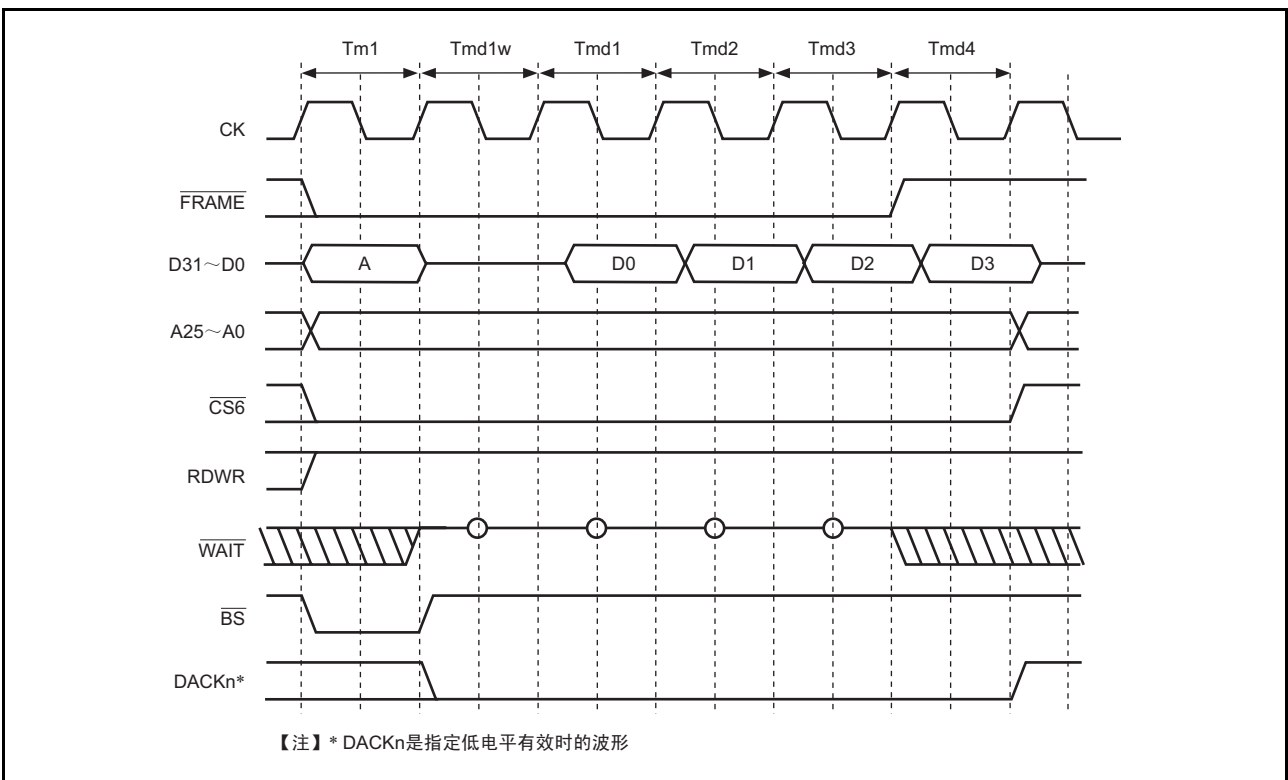 Tm1 Tmd1w Tmd1 Tmd2 Tmd3 Tmd4
CK
FRAME
D31～D0 A D0 D1 D2 D3
A25～A0
CS6
RDWR
WAIT
BS
DACKn*
【注】* DACKn是指定低电平有效时的波形